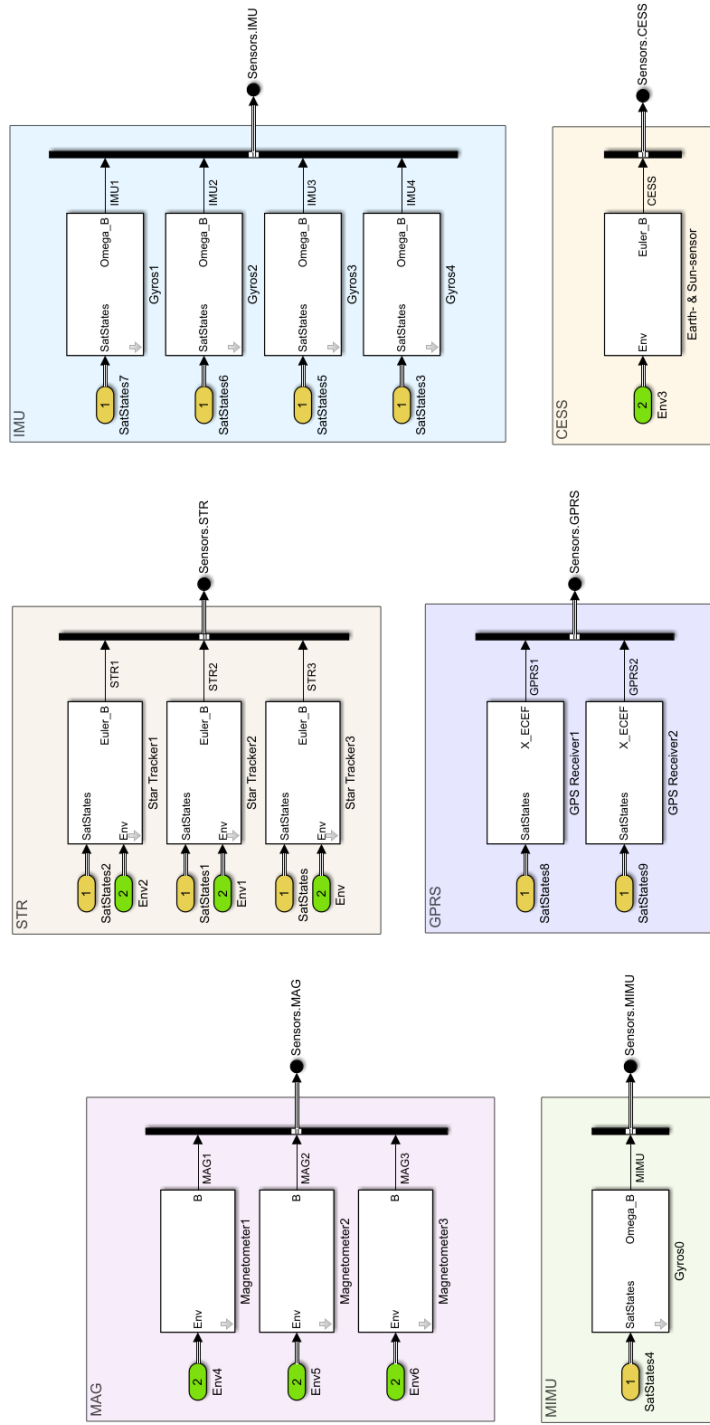 MAG
2
Env4
Env
B
Magnetometer1
MAG1
2
Env5
Env
B
Magnetometer2
MAG2
2
Env6
Env
B
Magnetometer3
MAG3
Sensors.MAG
STR
1
SatStates2
2
Env2
SatStates
Env
Euler_B
Star Tracker1
STR1
1
SatStates1
2
Env1
SatStates
Env
Euler_B
Star Tracker2
STR2
1
SatStates
2
Env
SatStates
Env
Euler_B
Star Tracker3
STR3
Sensors.STR
IMU
1
SatStates7
SatStates
Omega_B
Gyros1
IMU1
1
SatStates6
SatStates
Omega_B
Gyros2
IMU2
1
SatStates5
SatStates
Omega_B
Gyros3
IMU3
1
SatStates3
SatStates
Omega_B
Gyros4
IMU4
Sensors.IMU
MIMU
1
SatStates4
SatStates
Omega_B
Gyros0
MIMU
Sensors.MIMU
GPRS
1
SatStates8
SatStates
X_ECEF
GPS Receiver1
GPRS1
1
SatStates9
SatStates
X_ECEF
GPS Receiver2
GPRS2
Sensors.GPRS
CESS
2
Env3
Env
Euler_B
Earth- & Sun-sensor
CESS
Sensors.CESS